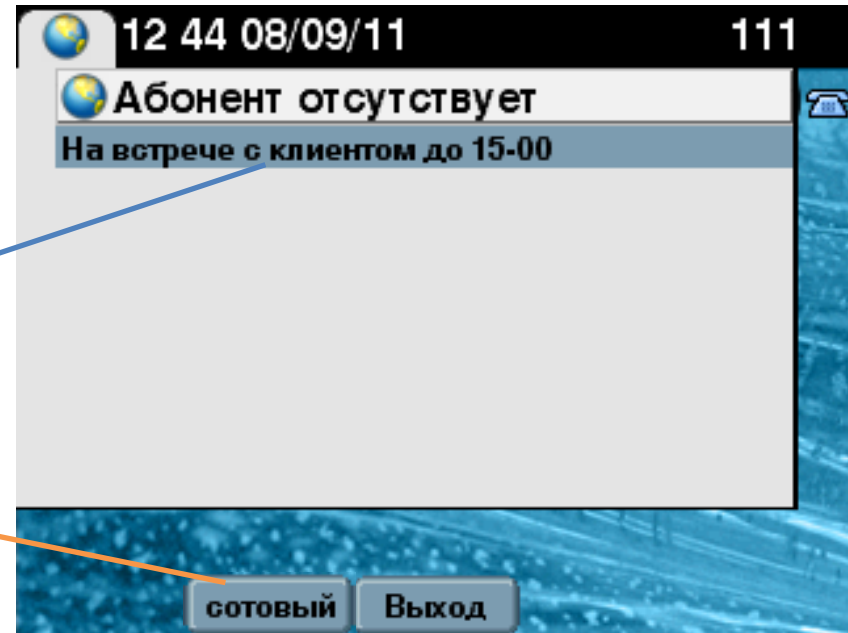 12 44 08/09/11 111
Абонент отсутствует
На встрече с клиентом до 15-00
сотовый Выход